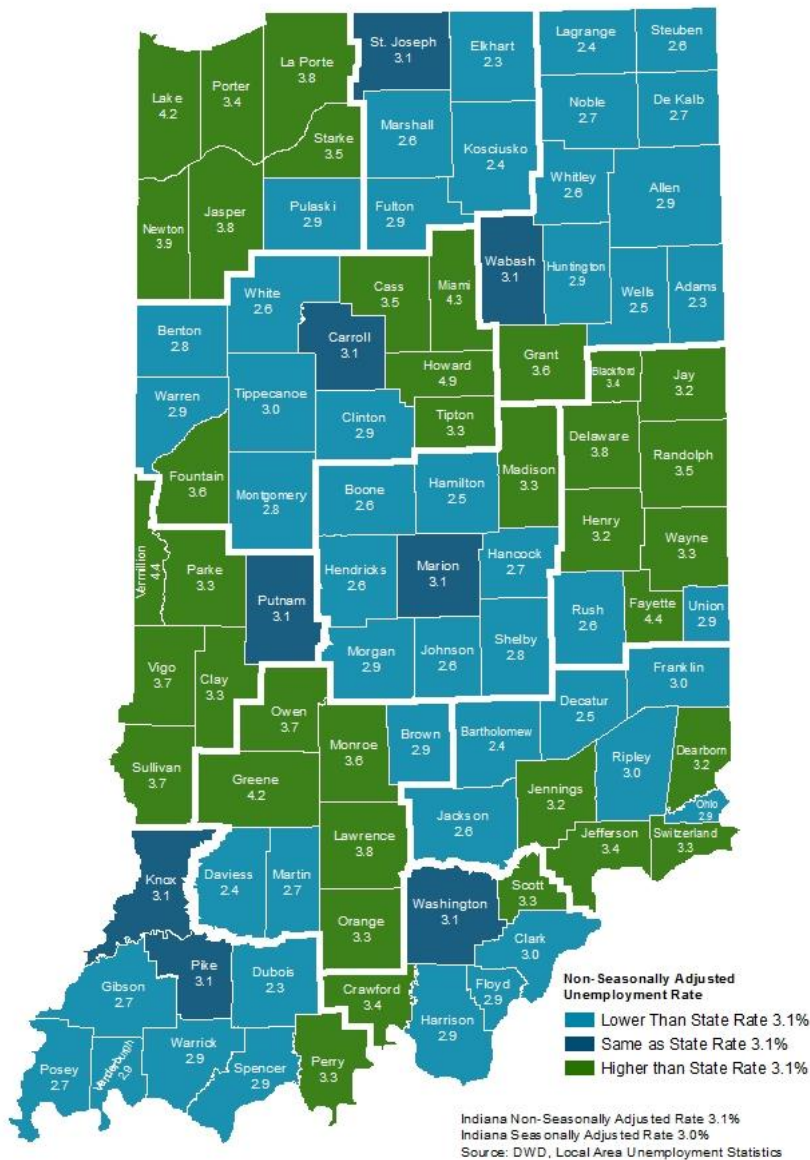 St. Joseph
3.1
Elkhart
2.3
Lagrange
2.4
Steuben
2.6
La Porte
3.8
Porter
3.4
Lake
4.2
Noble
2.7
De Kalb
2.7
Marshall
2.6
Starke
3.5
Kosciusko
2.4
Whitley
2.6
Allen
2.9
Pulaski
2.9
Fulton
2.9
Jasper
3.8
Newton
3.9
Wabash
3.1
Huntington
2.9
Wells
2.5
Adams
2.3
White
2.6
Cass
3.5
Miami
4.3
Benton
2.8
Carroll
3.1
Grant
3.6
Howard
4.9
Blackford
3.4
Jay
3.2
Warren
2.9
Tippecanoe
3.0
Clinton
2.9
Tipton
3.3
Delaware
3.8
Randolph
3.5
Fountain
3.6
Madison
3.3
Montgomery
2.8
Boone
2.6
Hamilton
2.5
Henry
3.2
Wayne
3.3
Vermillion
4.4
Parke
3.3
Putnam
3.1
Hendricks
2.6
Marion
3.1
Hancock
2.7
Rush
2.6
Fayette
4.4
Union
2.9
Vigo
3.7
Clay
3.3
Morgan
2.9
Johnson
2.6
Shelby
2.8
Franklin
3.0
Owen
3.7
Monroe
3.6
Brown
2.9
Bartholomew
2.4
Decatur
2.5
Ripley
3.0
Dearborn
3.2
Sullivan
3.7
Greene
4.2
Jennings
3.2
Ohio
2.9
Jackson
2.6
Lawrence
3.8
Jefferson
3.4
Switzerland
3.3
Knox
3.1
Daviess
2.4
Martin
2.7
Washington
3.1
Scott
3.3
Orange
3.3
Clark
3.0
Pike
3.1
Dubois
2.3
Gibson
2.7
Crawford
3.4
Floyd
2.9
Harrison
2.9
Posey
2.7
Vanderburgh
2.9
Warrick
2.9
Spencer
2.9
Perry
3.3
Non-Seasonally Adjusted
Unemployment Rate
Lower Than State Rate 3.1%
Same as State Rate 3.1%
Higher than State Rate 3.1%
Indiana Non-Seasonally Adjusted Rate 3.1%
Indiana Seasonally Adjusted Rate 3.0%
Source: DWD, Local Area Unemployment Statistics